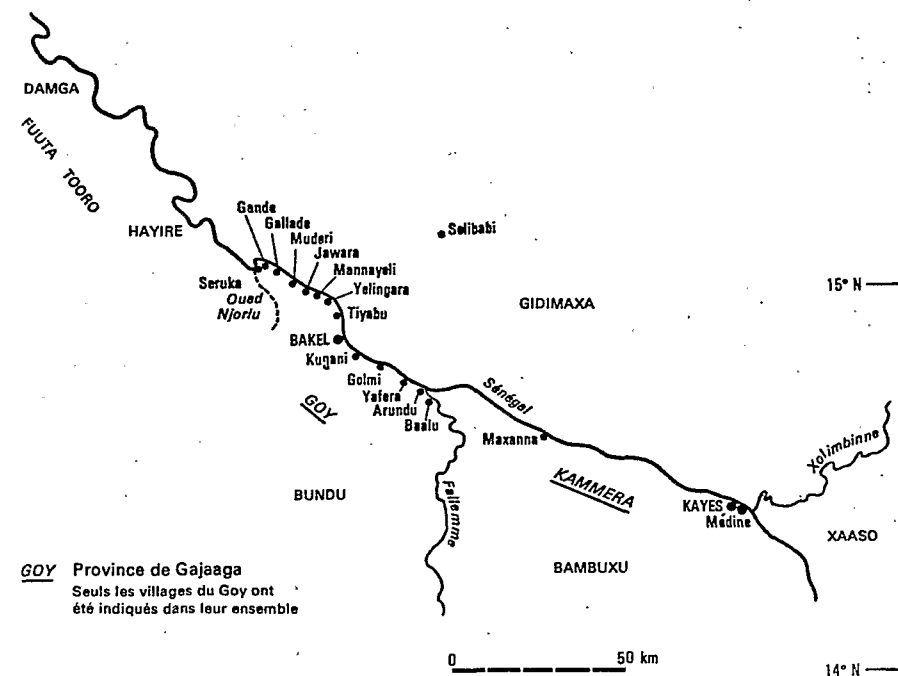 DAMGA
FUUTA TOORO
HAYIRE
Gande
Gallade
Muderi
Jawara
Mannayeli
Yelingara
Tiyabu
Seruka
Oued
Njorlu
BAKEL
Kugani
Golmi
Yafera
Arundu
Baalu
GOY
BUNDU
Falleme
Selibabi
GIDIMAXA
15° N
Sénégal
Maxanna
KAMMERA
Xolimbinne
KAYES
Médine
XAASO
BAMBUXU
GOY Province de Gajaaga
Seuls les villages du Goy ont
été indiqués dans leur ensemble
0 50 km
14° N